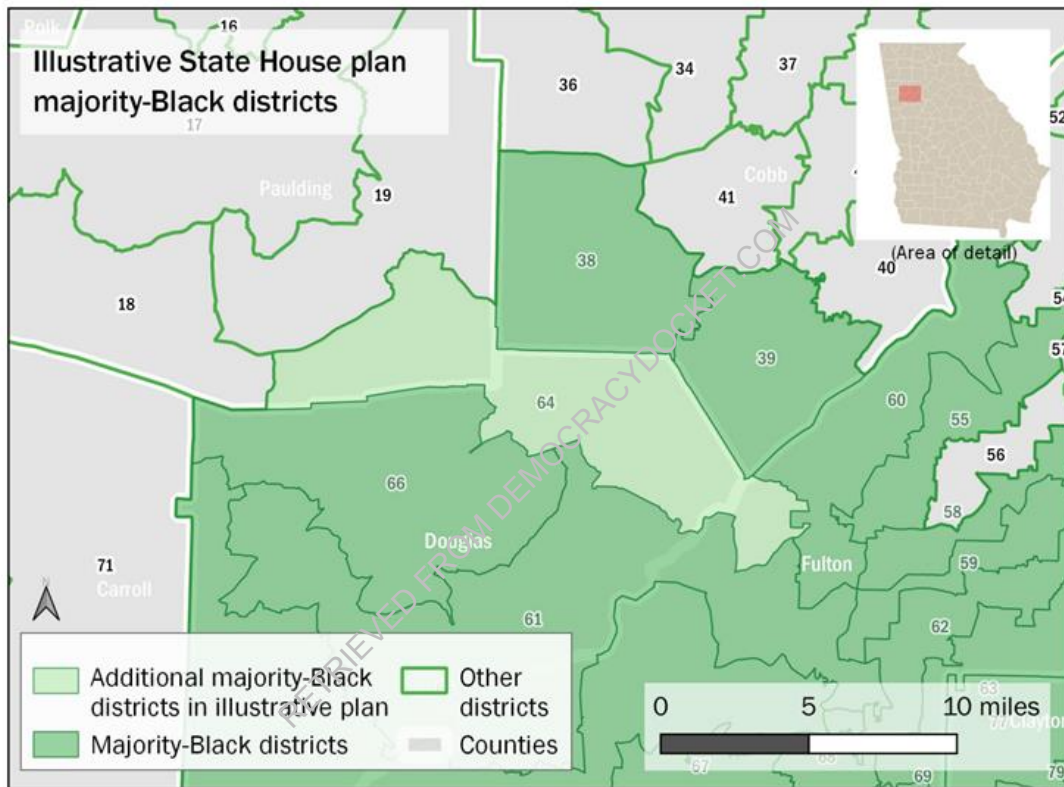 Polk
16
Illustrative State House plan
majority-Black districts
17
36
34
37
52
Paulding
19
41
Cobb
(Area of detail)
38
40
18
54
57
39
64
60
55
56
66
58
Douglas
71
Carroll
Fulton
59
61
62
Additional majority-Black
districts in illustrative plan
Other
districts
Majority-Black districts
Counties
0 5 10 miles
63
Clayton
67
68
69
79
N
RETRIEVED FROM DEMOCRACYDOCKET.COM